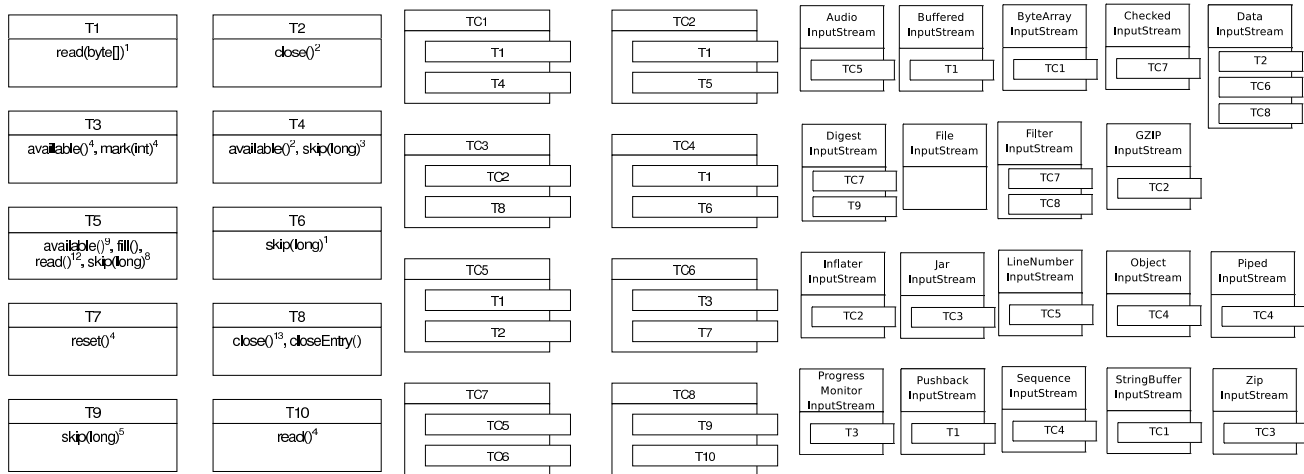 T1
read(byte[])¹
T2
close()²
T3
available()⁴, mark(int)⁴
T4
available()², skip(long)³
T5
available()⁹, fill(),
read()¹², skip(long)⁸
T6
skip(long)¹
T7
reset()⁴
T8
close()¹³, closeEntry()
T9
skip(long)⁵
T10
read()⁴
TC1
T1
T4
TC2
T1
T5
TC3
TC2
T8
TC4
T1
T6
TC5
T1
T2
TC6
T3
T7
TC7
TC5
TC6
TC8
T9
T10
Audio
InputStream
TC5
Buffered
InputStream
T1
ByteArray
InputStream
TC1
Checked
InputStream
TC7
Data
InputStream
T2
TC6
TC8
Digest
InputStream
TC7
T9
File
InputStream
Filter
InputStream
TC7
TC8
GZIP
InputStream
TC2
Inflater
InputStream
TC2
Jar
InputStream
TC3
LineNumber
InputStream
TC5
Object
InputStream
TC4
Piped
InputStream
TC4
Progress
Monitor
InputStream
T3
Pushback
InputStream
T1
Sequence
InputStream
TC4
StringBuffer
InputStream
TC1
Zip
InputStream
TC3